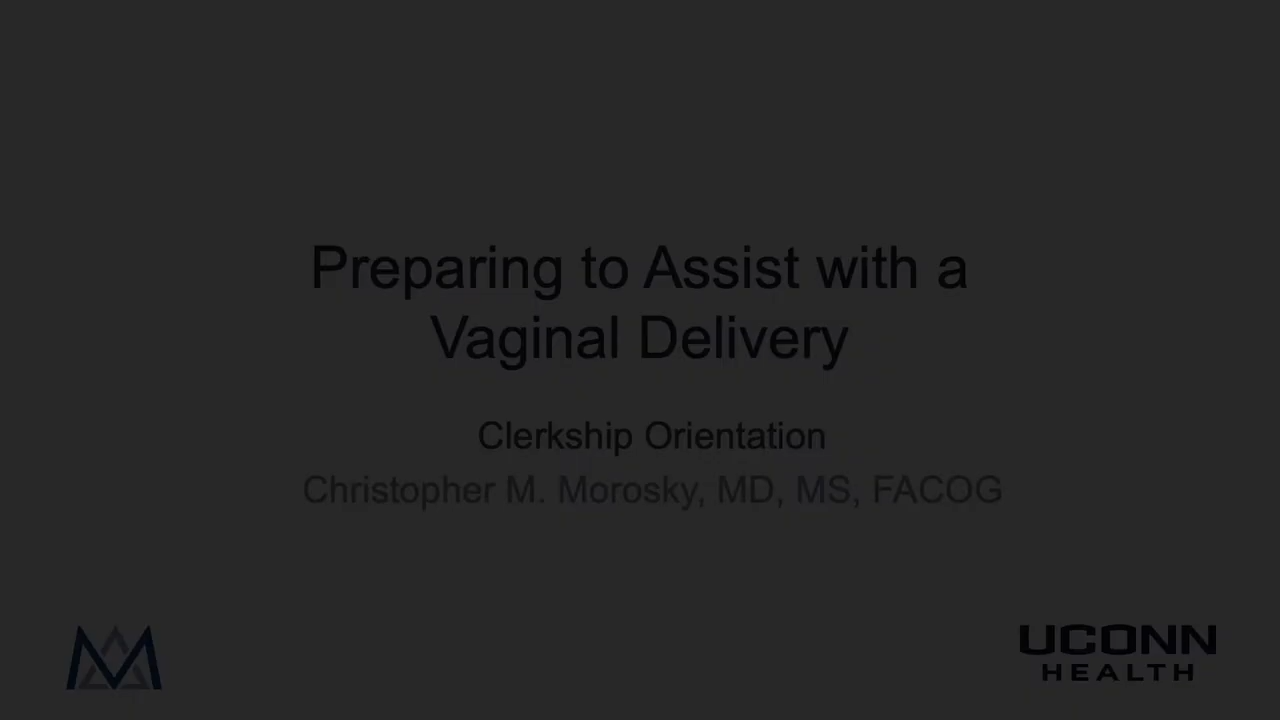 Preparing to Assist with a
Vaginal Delivery
Clerkship Orientation
Christopher M. Morosky, MD, MS, FACOG
UCONN
HEALTH